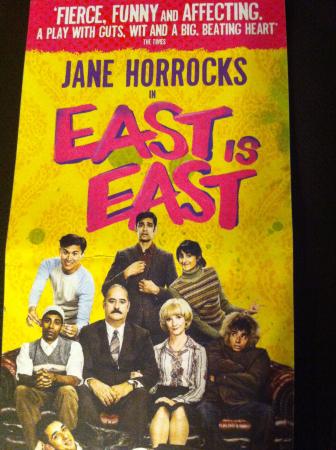 'FIERCE, FUNNY AND AFFECTING.
A PLAY WITH GUTS, WIT AND A BIG, BEATING HEART'
THE TIMES
JANE HORROCKS
IN
EAST IS
EAST